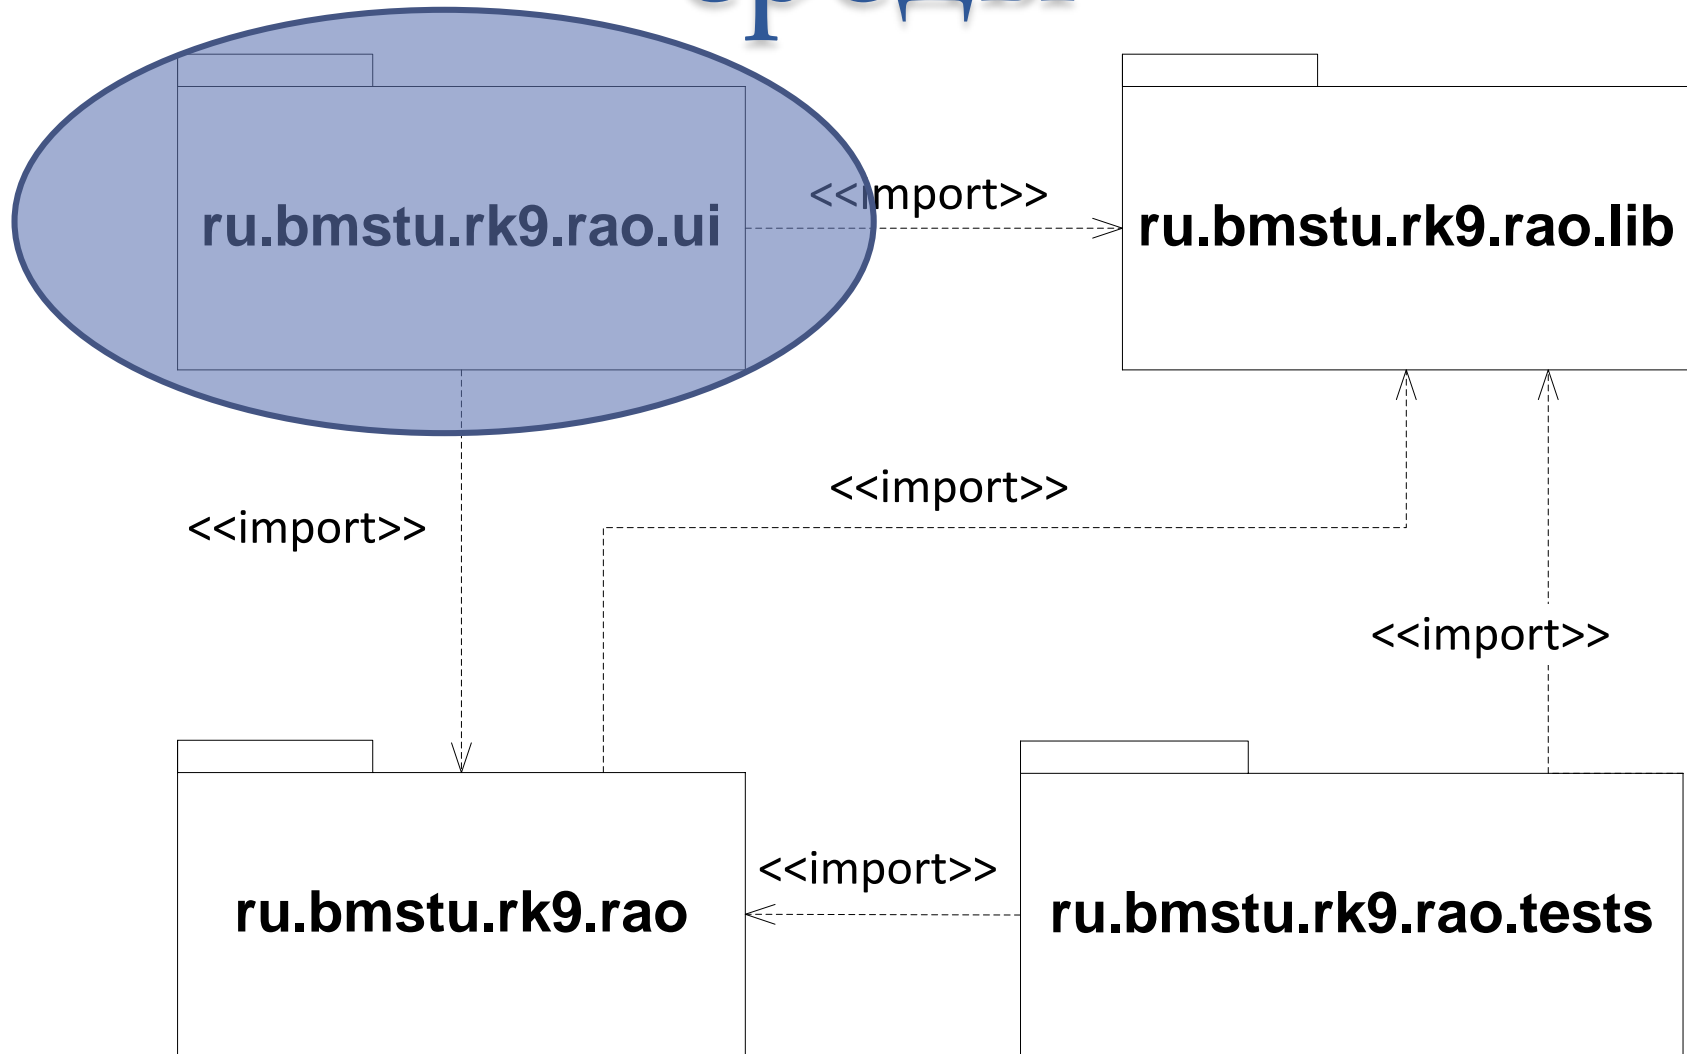 среды
<<import>>
ru.bmstu.rk9.rao.ui
ru.bmstu.rk9.rao.lib
<<import>>
<<import>>
<<import>>
<<import>>
ru.bmstu.rk9.rao
ru.bmstu.rk9.rao.tests